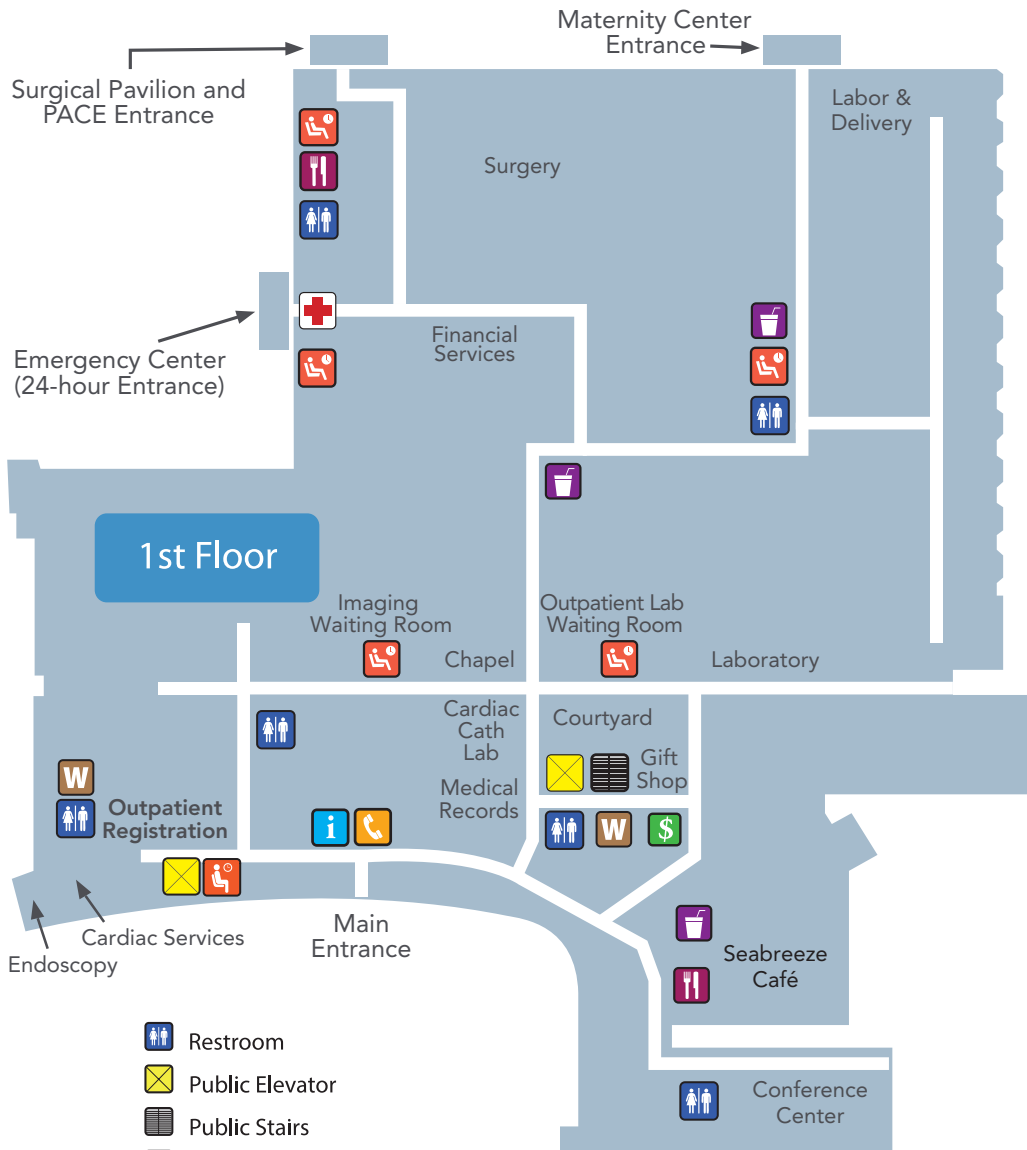 Maternity Center
Entrance
Surgical Pavilion and
PACE Entrance
Labor &
Delivery
Surgery
Financial
Services
Emergency Center
(24-hour Entrance)
1st Floor
Imaging
Waiting Room
Outpatient Lab
Waiting Room
Chapel
Laboratory
Cardiac
Cath
Lab
Courtyard
Gift
Shop
Medical
Records
W
Outpatient
Registration
i
W
$
Main
Entrance
Cardiac Services
Endoscopy
Seabreeze
Café
Restroom
Public Elevator
Public Stairs
Conference
Center